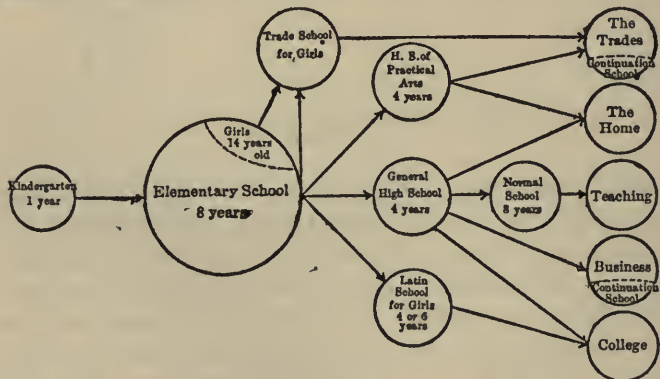 Kindergarten
1 year
Girls
14 years
old
Elementary School
8 years
Trade School
for Girls
H. S. of
Practical
Arts
4 years
General
High School
4 years
Latin
School
for Girls
4 or 6
years
Normal
School
3 years
The
Trades
Continuation
School
The
Home
Teaching
Business
Continuation
School
College